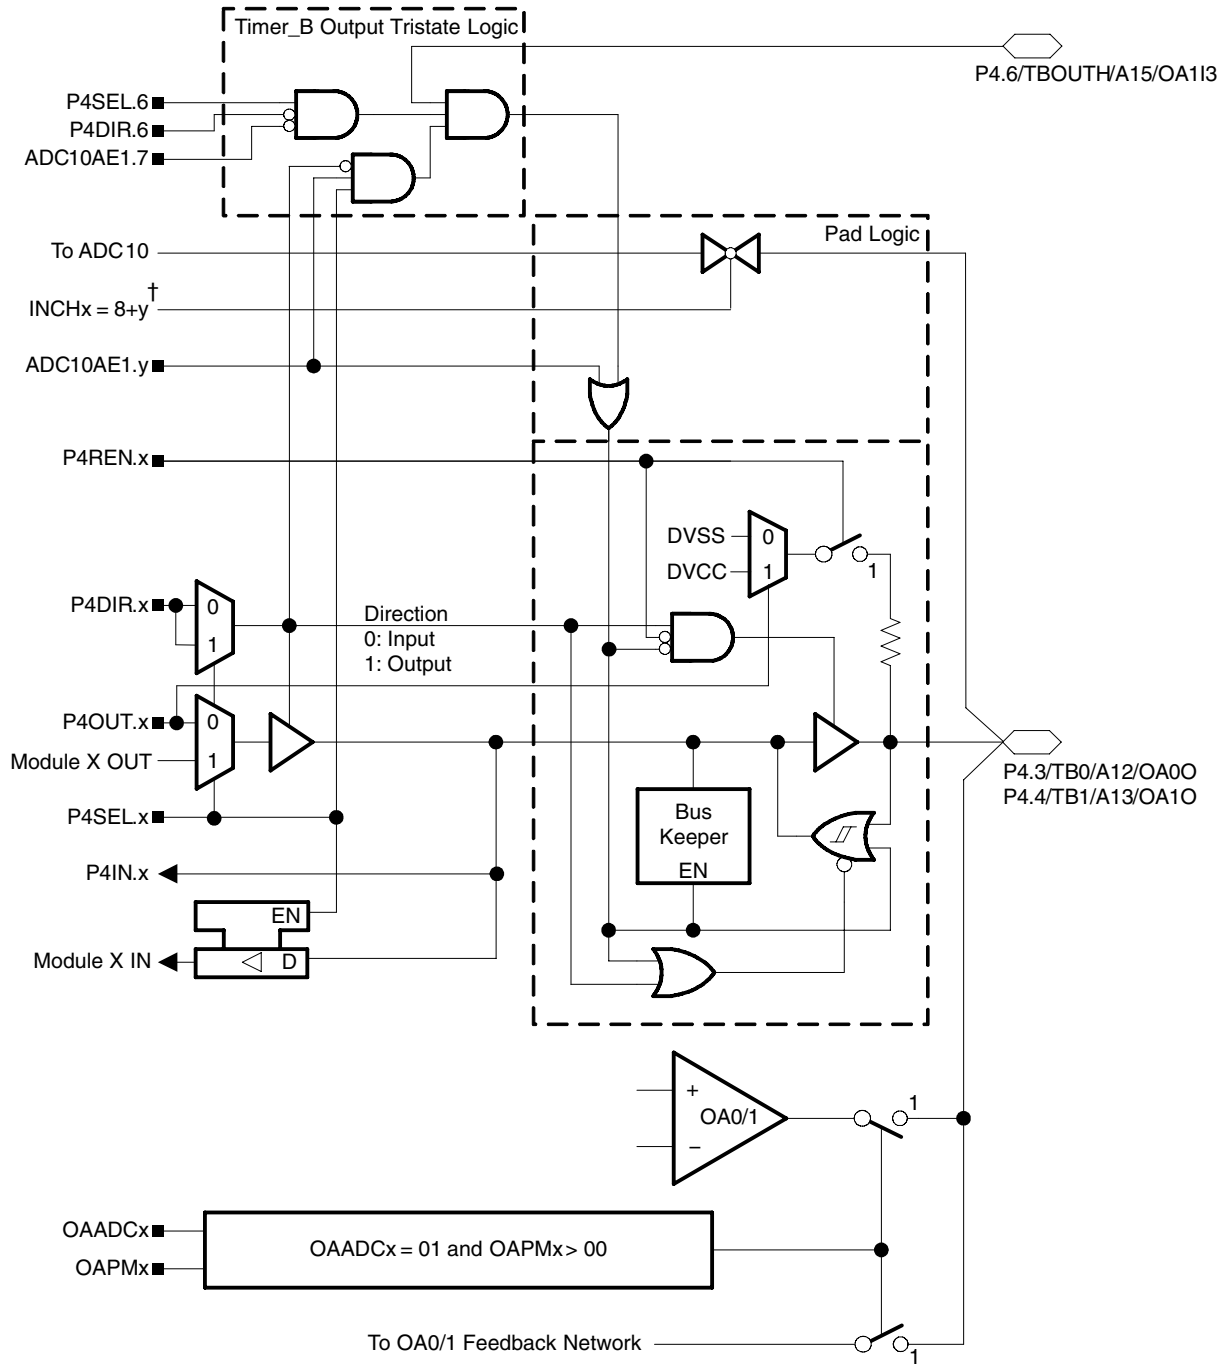 Timer_B Output Tristate Logic
P4.6/TBOUTH/A15/OA1I3
P4SEL.6
P4DIR.6
ADC10AE1.7
Pad Logic
To ADC10
INCHx = 8+y†
ADC10AE1.y
P4REN.x
DVSS
0
DVCC
1
1
P4DIR.x
0
1
Direction
0: Input
1: Output
P4OUT.x
0
Module X OUT
1
P4.3/TB0/A12/OA0O
P4.4/TB1/A13/OA1O
P4SEL.x
Bus
Keeper
EN
P4IN.x
EN
Module X IN
D
+
OA0/1
−
1
OAADCx
OAPMx
OAADCx = 01 and OAPMx > 00
To OA0/1 Feedback Network
1